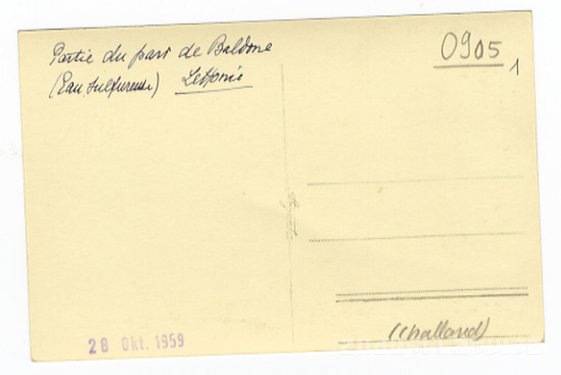 Partie du parc de Baldone
(Eau sulfureuse) Lettonie
0905
1
(Challand)
28 Okt. 1959